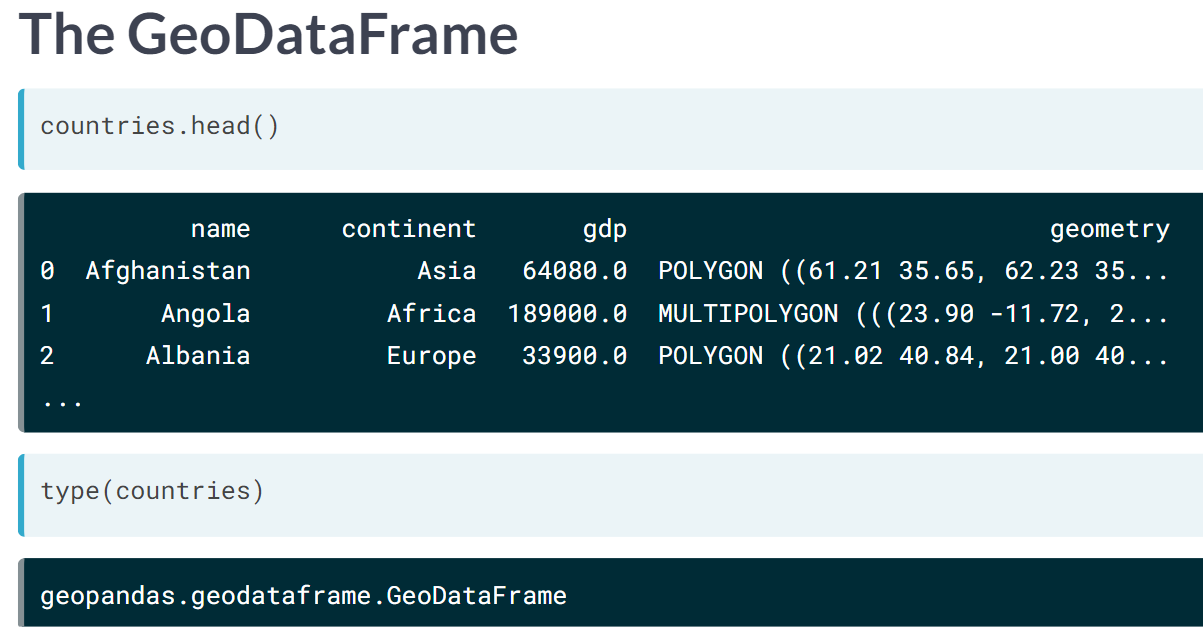 The GeoDataFrame
countries.head()
name continent gdp geometry
0 Afghanistan Asia 64080.0 POLYGON ((61.21 35.65, 62.23 35...
1 Angola Africa 189000.0 MULTIPOLYGON (((23.90 -11.72, 2...
2 Albania Europe 33900.0 POLYGON ((21.02 40.84, 21.00 40...
...
type(countries)
geopandas.geodataframe.GeoDataFrame